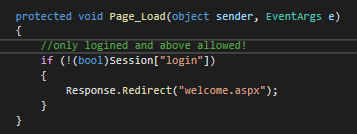 protected void Page_Load(object sender, EventArgs e)
{
//only logined and above allowed!
if (!(bool)Session["login"])
{
Response.Redirect("welcome.aspx");
}
}